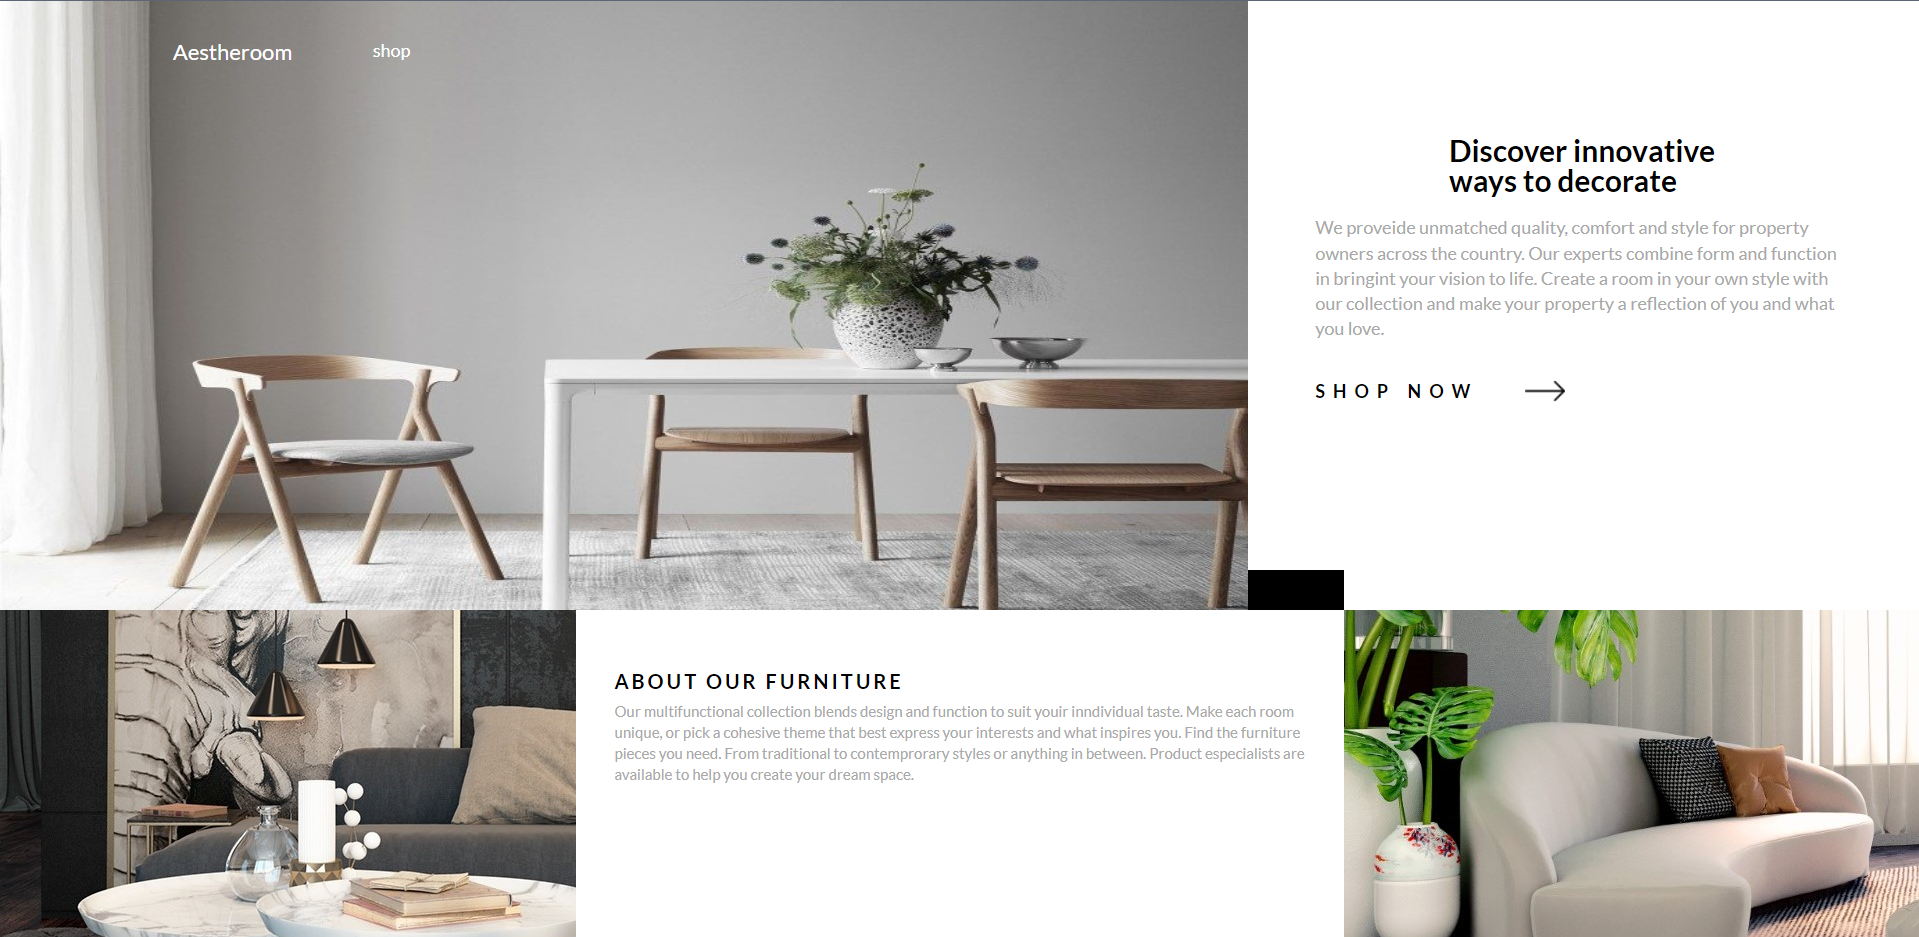 Aestheroom
shop
Discover innovative
ways to decorate
We proveide unmatched quality, comfort and style for property
owners across the country. Our experts combine form and function
in bringint your vision to life. Create a room in your own style with
our collection and make your property a reflection of you and what
you love.
SHOP NOW
ABOUT OUR FURNITURE
Our multifunctional collection blends design and function to suit youir inndividual taste. Make each room
unique, or pick a cohesive theme that best express your interests and what inspires you. Find the furniture
pieces you need. From traditional to contemprorary styles or anything in between. Product especialists are
available to help you create your dream space.